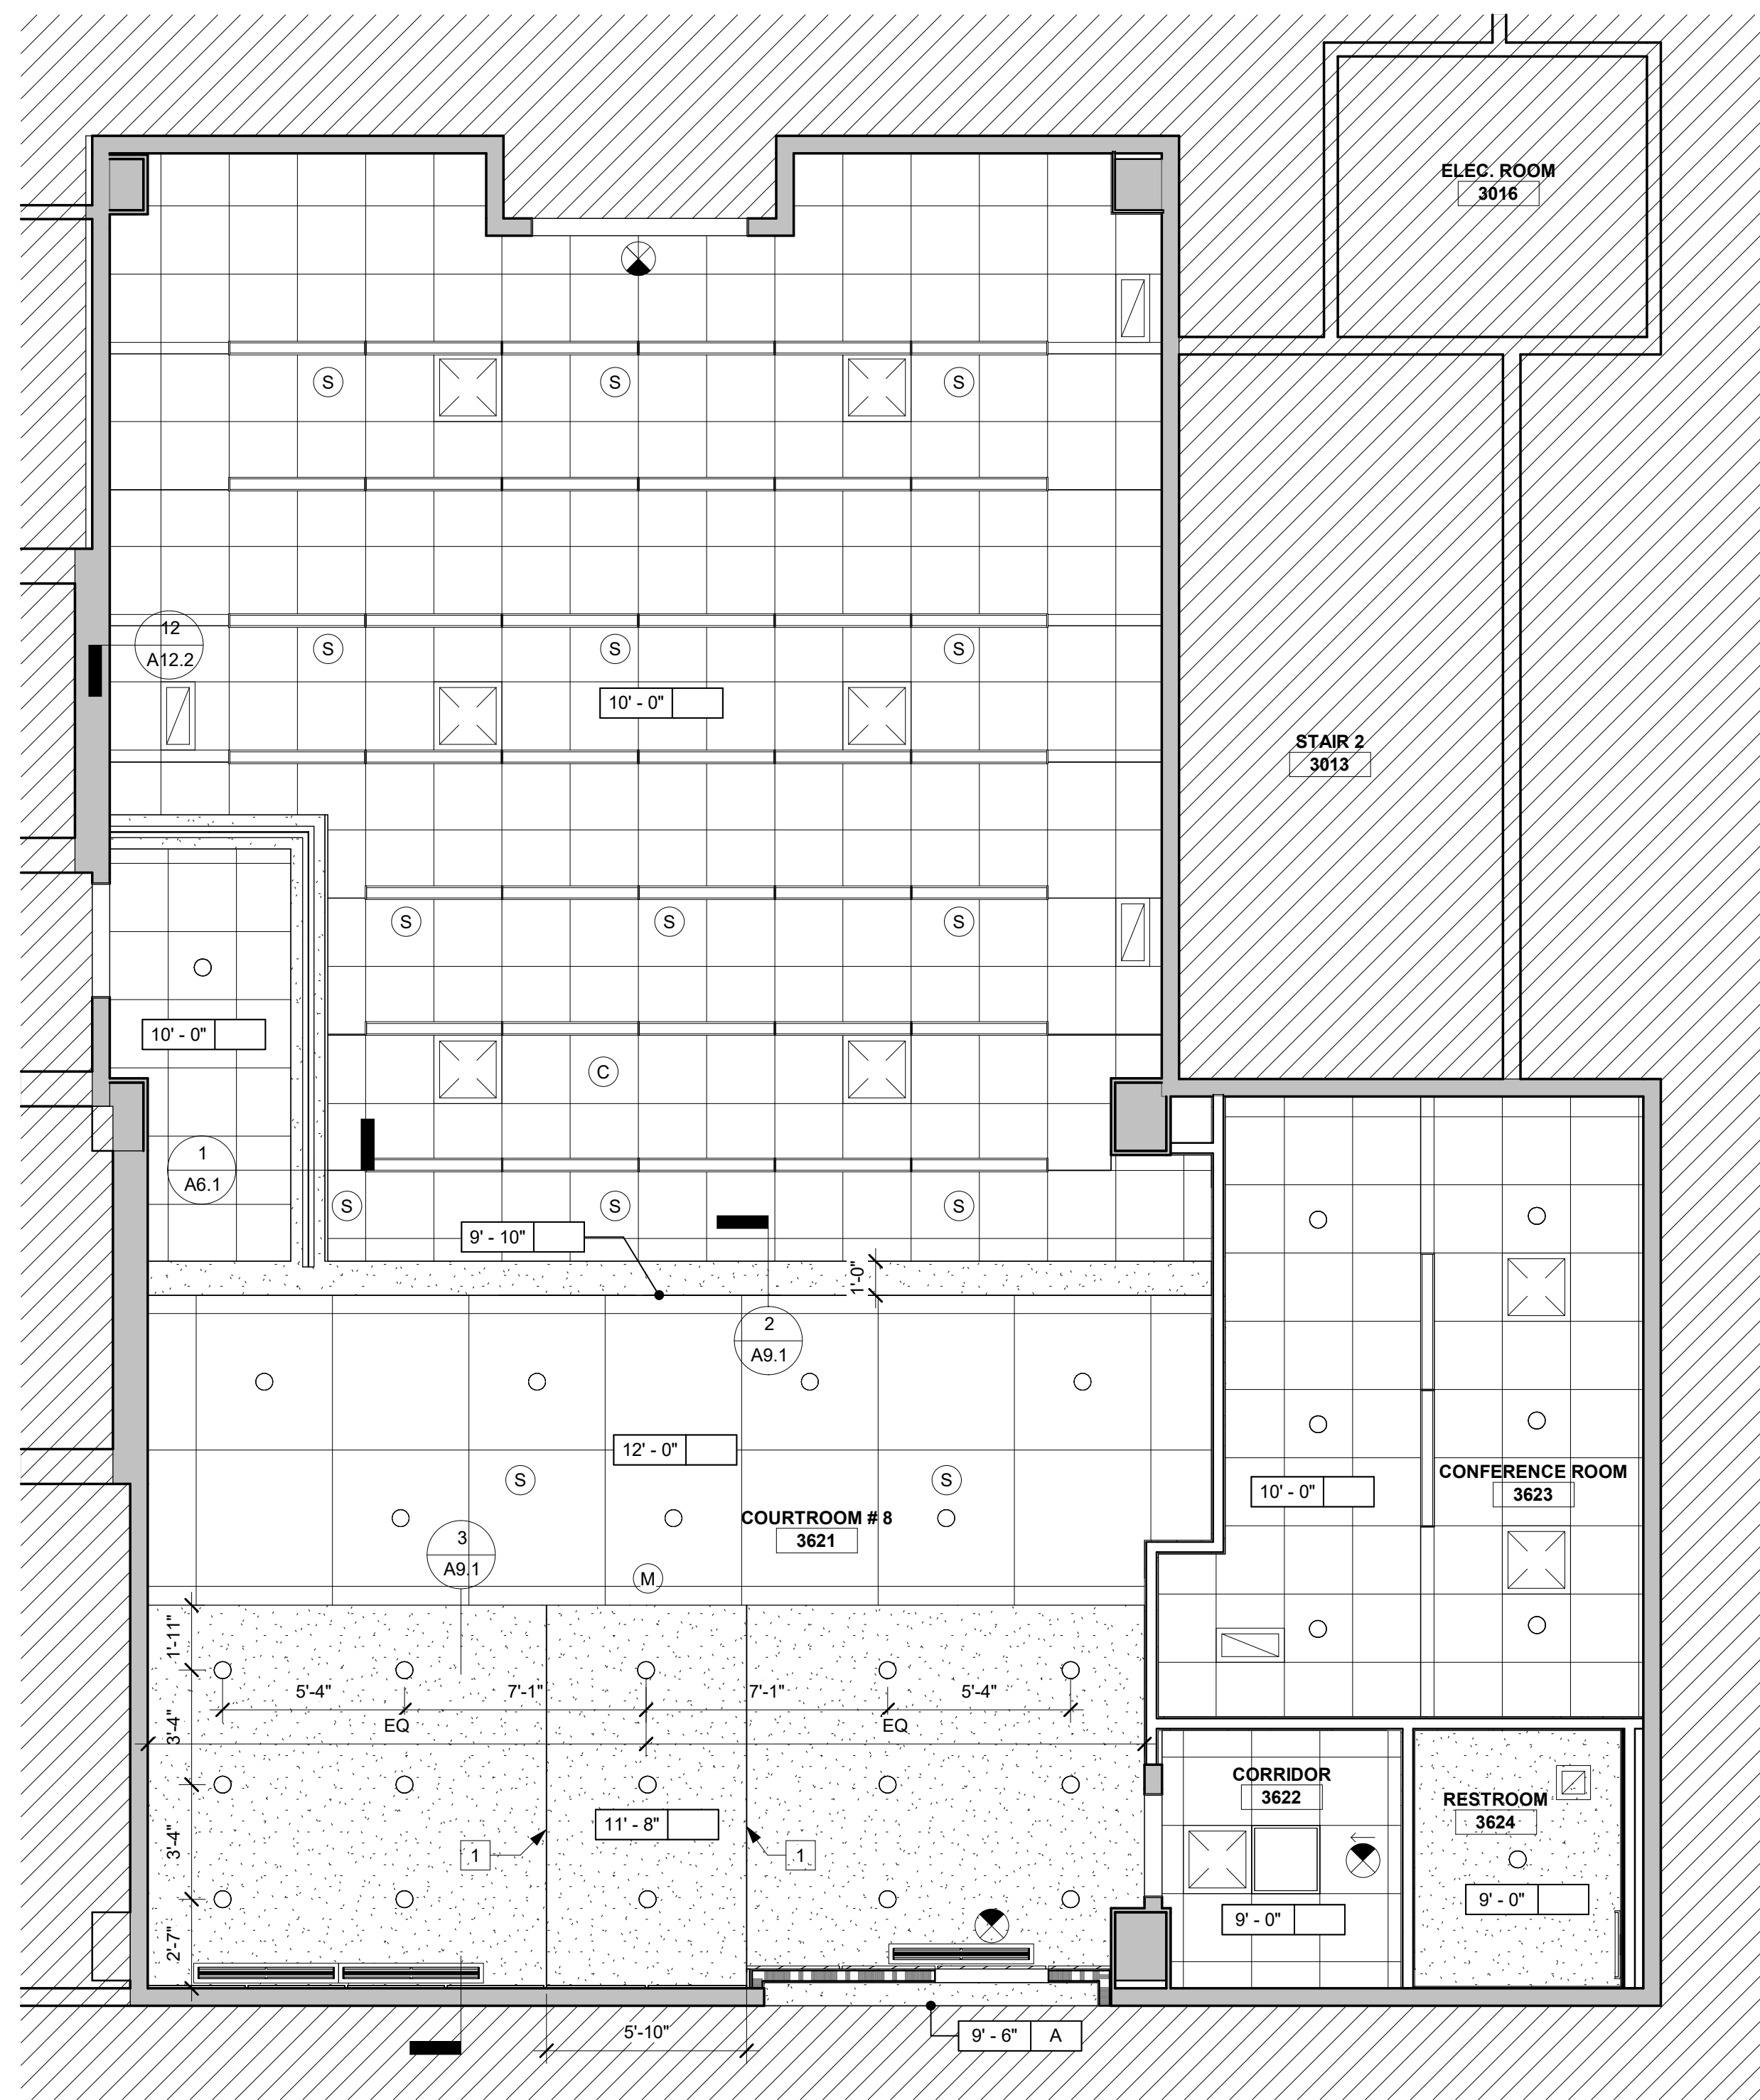 ELEC. ROOM
3016
S
S
S
12
A12.2
S
S
S
10' - 0"
STAIR 2
3013
S
S
S
10' - 0"
C
1
A6.1
S
S
S
9' - 10"
1'-0"
2
A9.1
12' - 0"
S
S
10' - 0"
CONFERENCE ROOM
3623
COURTROOM # 8
3621
3
A9.1
M
1'-11"
5'-4"
7'-1"
7'-1"
5'-4"
3'-4"
EQ
EQ
CORRIDOR
3622
RESTROOM
3624
11' - 8"
3'-4"
1
1
9' - 0"
9' - 0"
2'-7"
5'-10"
9' - 6" A